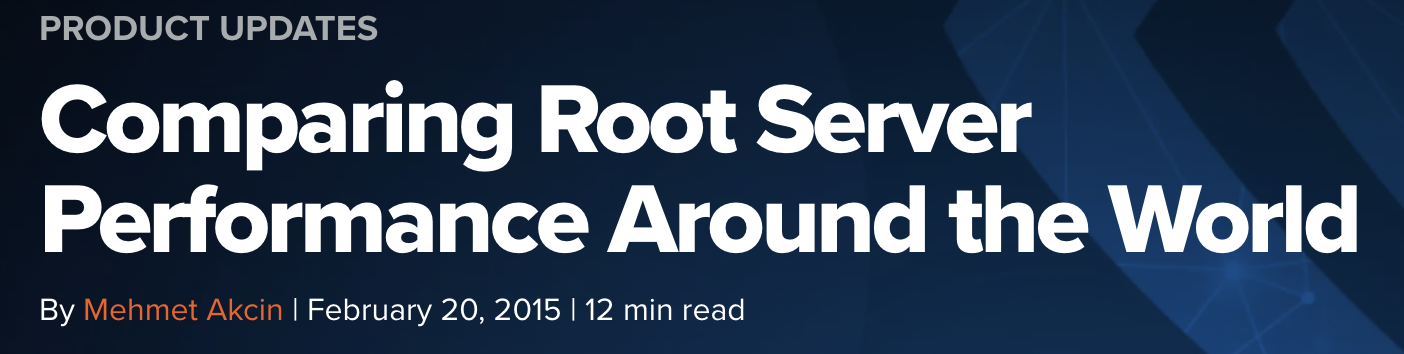 PRODUCT UPDATES
Comparing Root Server
Performance Around the World
By Mehmet Akcin | February 20, 2015 | 12 min read